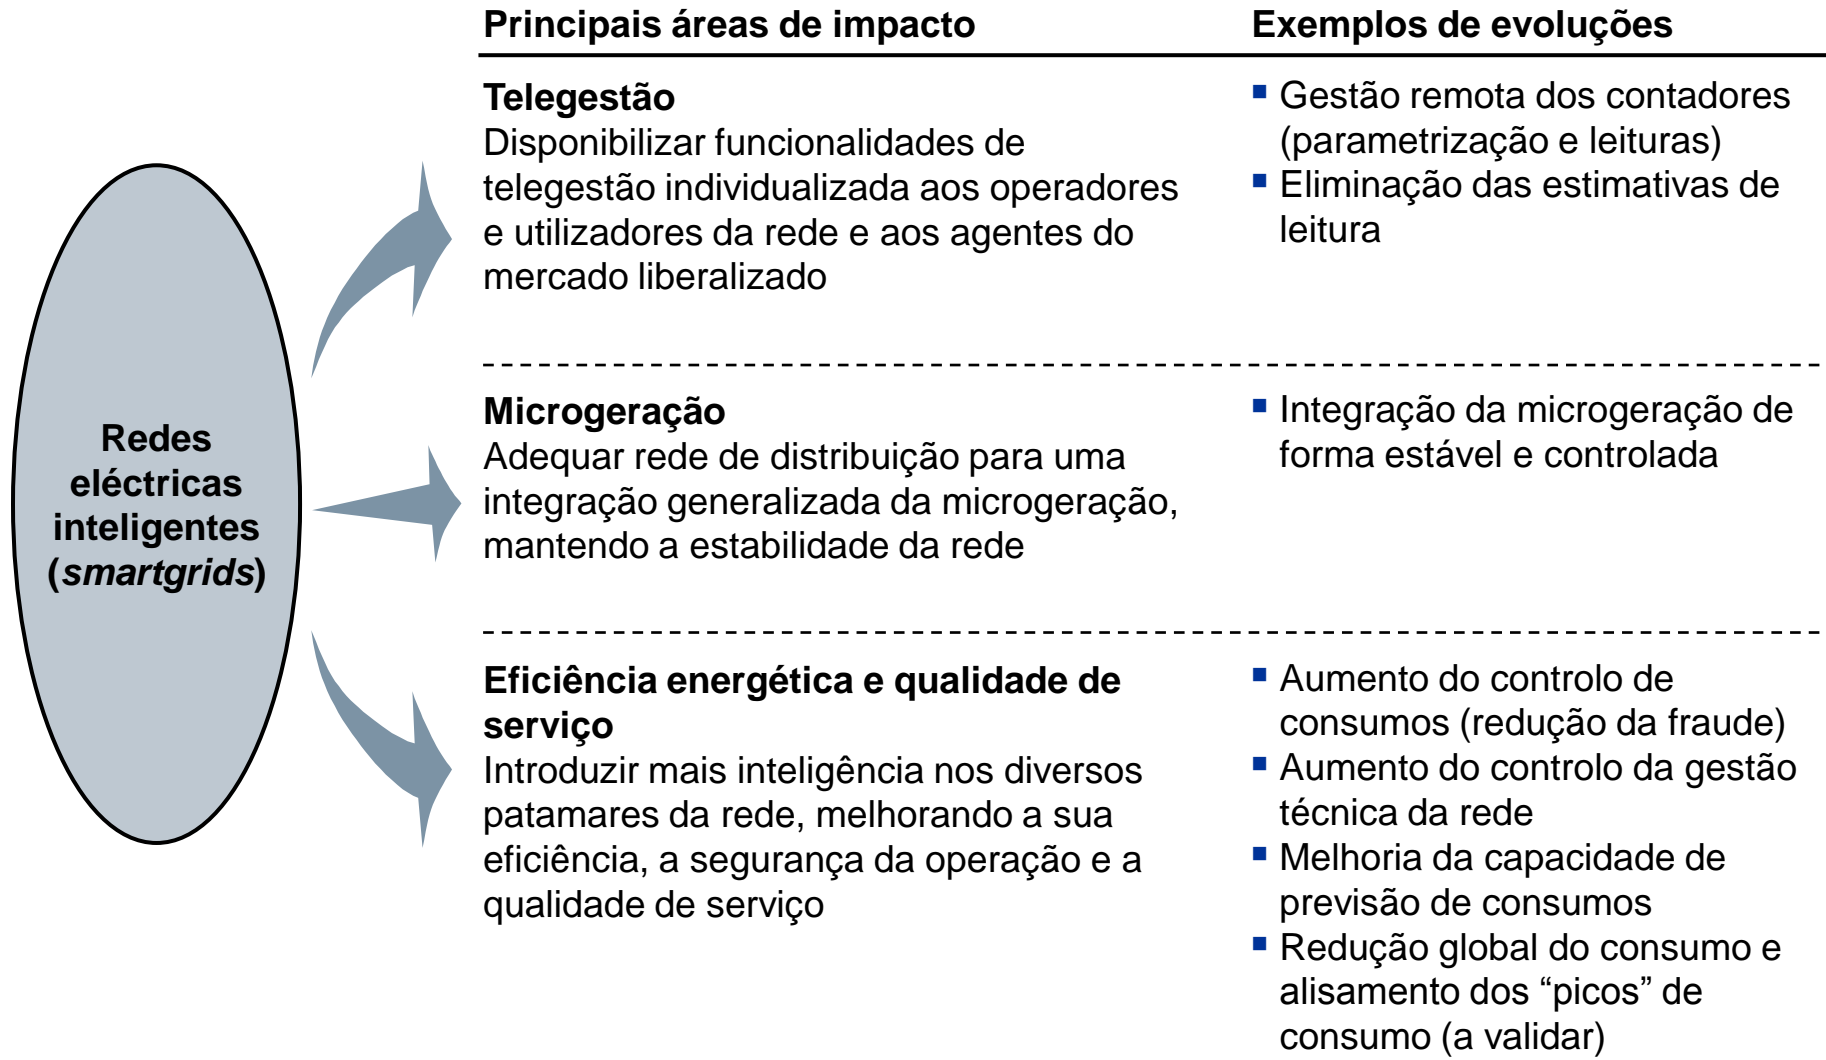 Principais áreas de impacto
Exemplos de evoluções
Redes
eléctricas
inteligentes
(smartgrids)
Telegestão
Disponibilizar funcionalidades de
telegestão individualizada aos operadores
e utilizadores da rede e aos agentes do
mercado liberalizado
Gestão remota dos contadores
(parametrização e leituras)
Eliminação das estimativas de
leitura
Microgeração
Adequar rede de distribuição para uma
integração generalizada da microgeração,
mantendo a estabilidade da rede
Integração da microgeração de
forma estável e controlada
Eficiência energética e qualidade de
serviço
Introduzir mais inteligência nos diversos
patamares da rede, melhorando a sua
eficiência, a segurança da operação e a
qualidade de serviço
Aumento do controlo de
consumos (redução da fraude)
Aumento do controlo da gestão
técnica da rede
Melhoria da capacidade de
previsão de consumos
Redução global do consumo e
alisamento dos “picos” de
consumo (a validar)